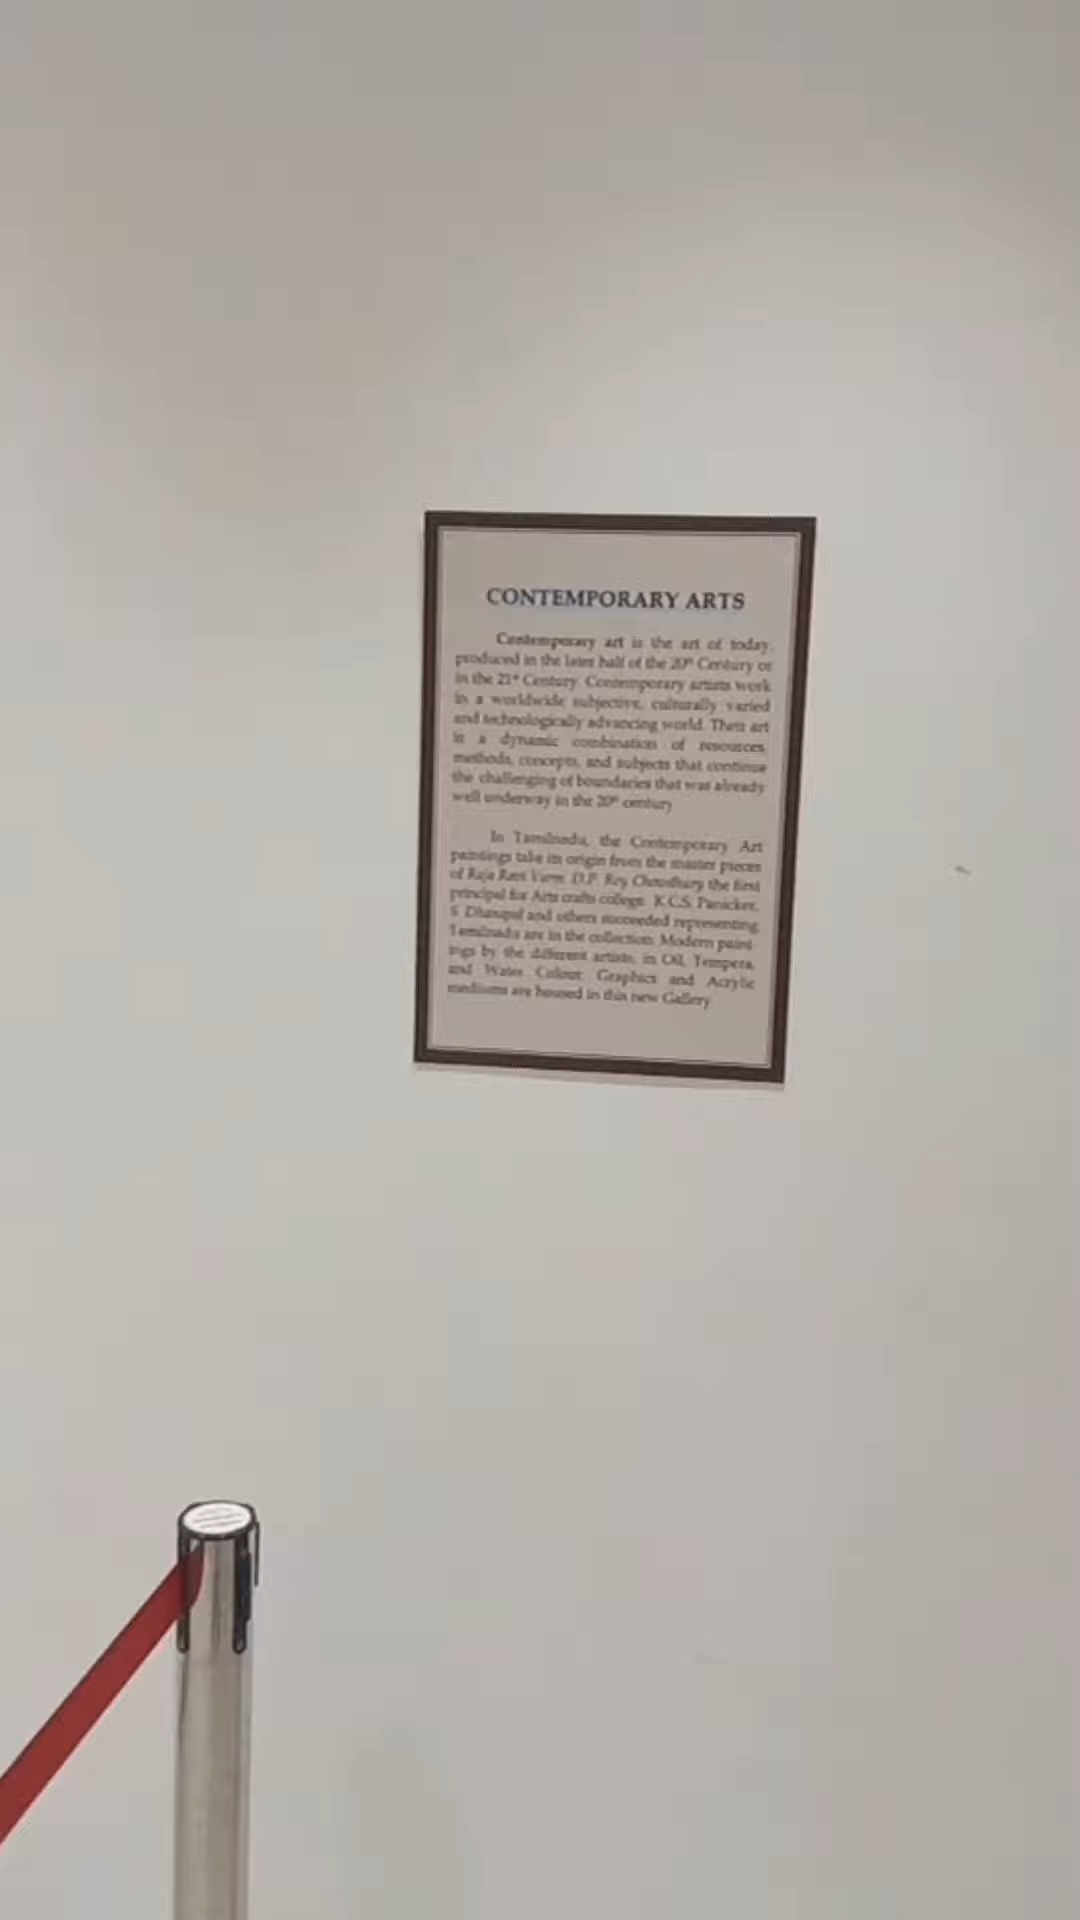 CONTEMPORARY ARTS
Contemporary art is the art of today,
produced in the later half of the 20th Century or
in the 21st Century. Contemporary artists work
in a worldwide subjective, culturally varied
and technologically advancing world. Their art
is a dynamic combination of resources,
methods, concepts, and subjects that continue
the challenging of boundaries that was already
well underway in the 20th century
In Tamilnadu, the Contemporary Art
paintings take its origin from the master pieces
of Raja Ravi Varm. D.P. Roy Choudhury the first
principal for Arts crafts college. K.C.S. Panicker,
S. Dhanapal and others succeeded representing
Tamilnadu are in the collection. Modern paint-
ings by the different artists, in Oil, Tempera,
and Water Colour, Graphics and Acrylic
mediums are housed in this new Gallery